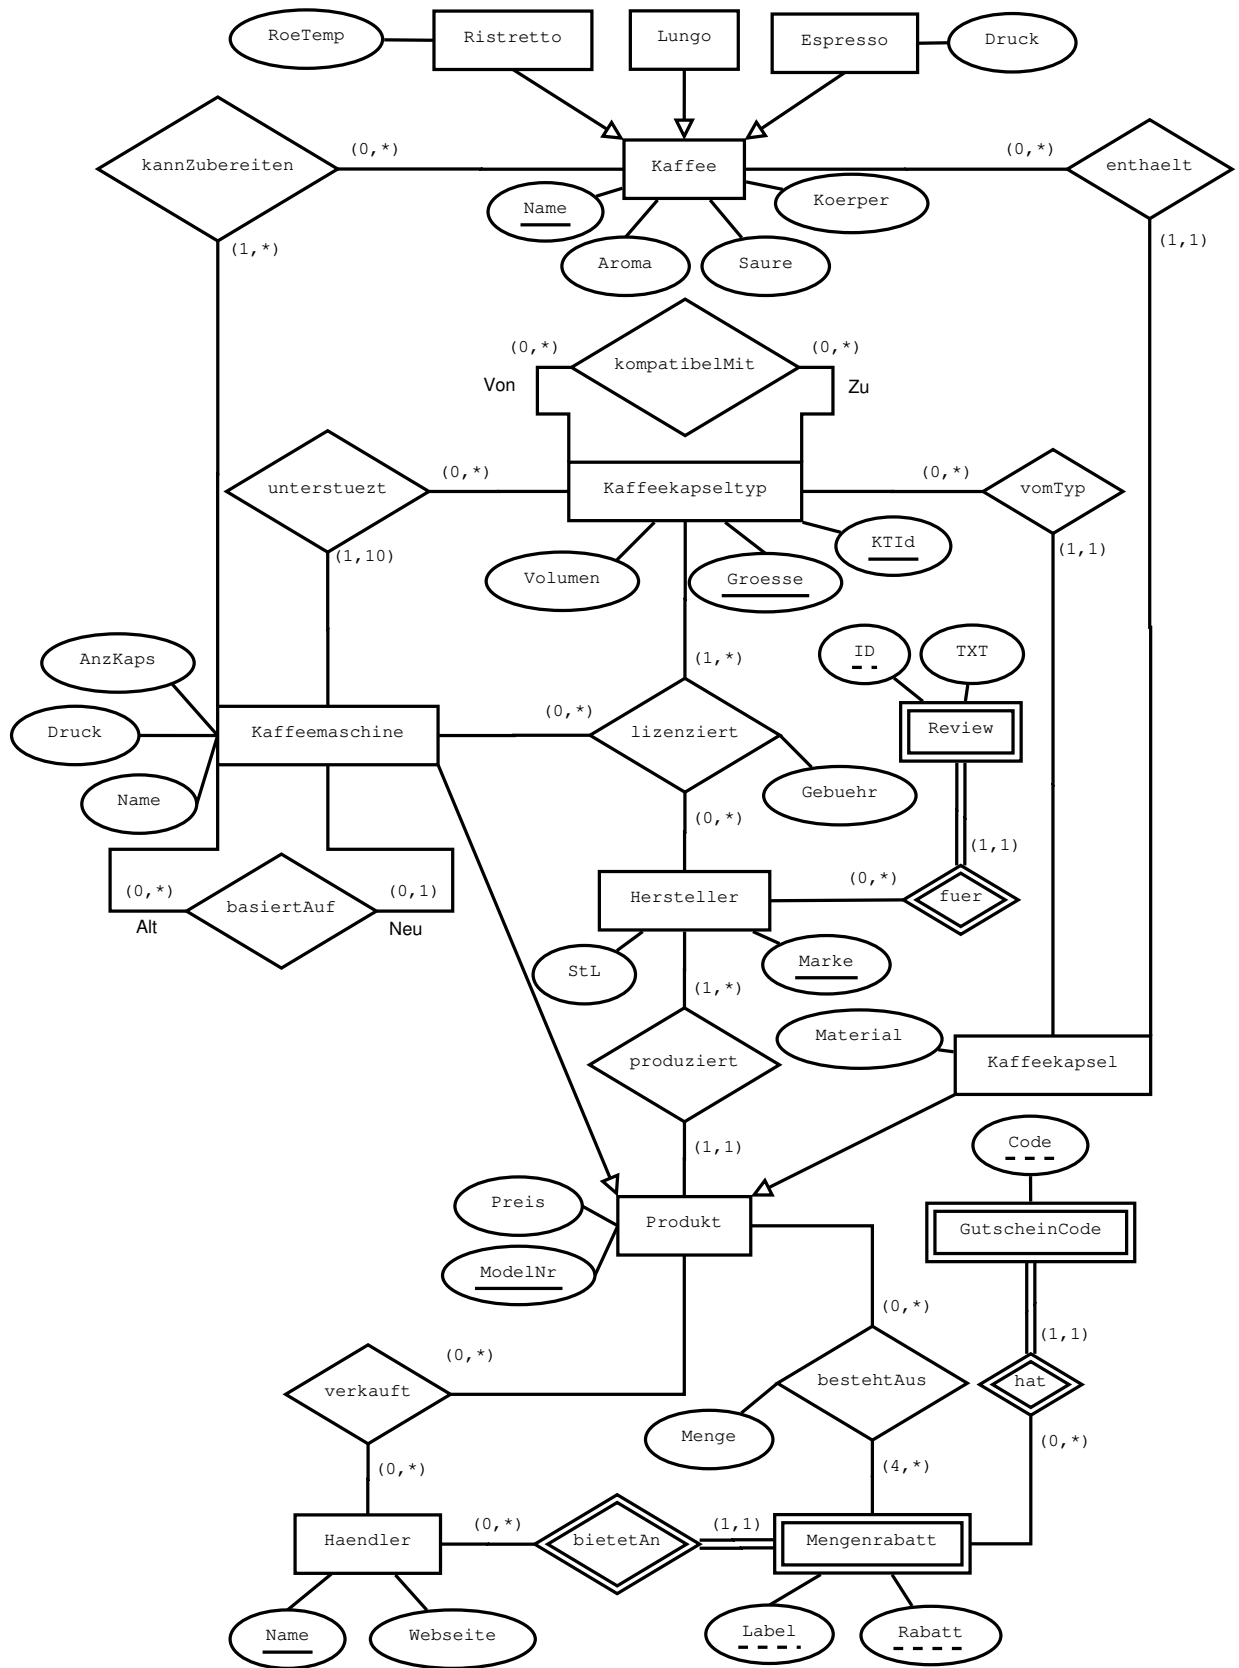 RoeTemp
Ristretto
Lungo
Espresso
Druck
kannZubereiten
(0,*)
Kaffee
(0,*)
enthaelt
Name
Koerper
(1,*)
Aroma
Saure
(1,1)
(0,*)
kompatibelMit
(0,*)
Von
Zu
unterstuezt
(0,*)
Kaffeekapseltyp
(0,*)
vomTyp
(1,10)
Volumen
Groesse
KTId
(1,1)
AnzKaps
(1,*)
ID
TXT
Druck
Kaffeemaschine
(0,*)
lizenziert
Review
Name
Gebuehr
(0,*)
(1,1)
(0,*)
basiertAuf
(0,1)
Hersteller
(0,*)
fuer
Alt
Neu
StL
Marke
(1,*)
Material
produziert
Kaffeekapsel
(1,1)
Code
Preis
Produkt
GutscheinCode
ModelNr
(0,*)
(1,1)
(0,*)
verkauft
bestehtAus
hat
Menge
(0,*)
(0,*)
(4,*)
Haendler
(0,*)
bietetAn
(1,1)
Mengenrabatt
Name
Webseite
Label
Rabatt